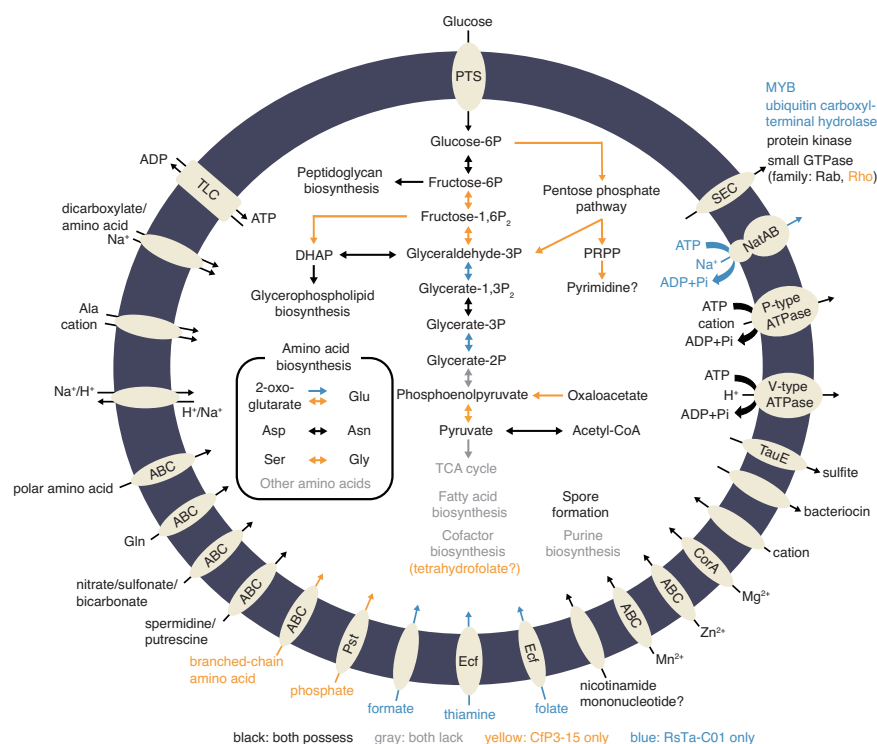 Glucose
PTS
MYB
ubiquitin carboxyl-
terminal hydrolase
protein kinase
small GTPase
(family: Rab, Rho)
SEC
ADP
TLC
ATP
dicarboxylate/
amino acid
Na⁺
Glucose-6P
Peptidoglycan
biosynthesis
Fructose-6P
Pentose phosphate
pathway
Fructose-1,6P₂
DHAP
Glyceraldehyde-3P
PRPP
Glycerophospholipid
biosynthesis
Glycerate-1,3P₂
Pyrimidine?
Glycerate-3P
Glycerate-2P
Phosphoenolpyruvate
Oxaloacetate
Pyruvate
Acetyl-CoA
TCA cycle
Fatty acid
biosynthesis
Spore
formation
Cofactor
biosynthesis
(tetrahydrofolate?)
Purine
biosynthesis
Amino acid
biosynthesis
2-oxo-
glutarate
Glu
Asp
Asn
Ser
Gly
Other amino acids
ATP
Na⁺
ADP+Pi
NatAB
ATP
cation
ADP+Pi
P-type
ATPase
ATP
H⁺
ADP+Pi
V-type
ATPase
TauE
sulfite
bacteriocin
cation
CorA
Mg²⁺
ABC
Zn²⁺
ABC
Mn²⁺
nicotinamide
mononucleotide?
Ecf
folate
Ecf
thiamine
formate
Pst
phosphate
ABC
branched-chain
amino acid
ABC
spermidine/
putrescine
ABC
nitrate/sulfonate/
bicarbonate
ABC
Gln
ABC
polar amino acid
Na⁺/H⁺
H⁺/Na⁺
Ala
cation
black: both possess gray: both lack yellow: CfP3-15 only blue: RsTa-C01 only